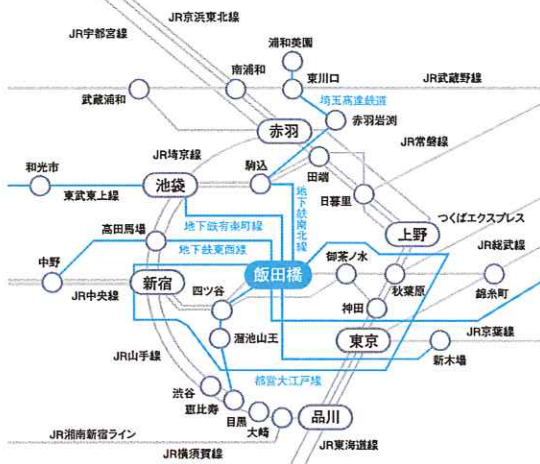 JR京浜東北線
JR宇都宮線
浦和美園
南浦和
東川口
JR武蔵野線
武蔵浦和
埼玉高速鉄道
赤羽岩渕
赤羽
JR常磐線
JR埼京線
駒込
田端
和光市
池袋
日暮里
東武東上線
地下鉄南北線
つくばエクスプレス
高田馬場
地下鉄有楽町線
上野
地下鉄東西線
JR総武線
中野
御茶ノ水
飯田橋
新宿
四ツ谷
秋葉原
錦糸町
JR中央線
神田
溜池山王
東京
JR京葉線
新木場
JR山手線
都営大江戸線
渋谷
恵比寿
目黒
大崎
品川
JR湘南新宿ライン
JR東海道線
JR横須賀線